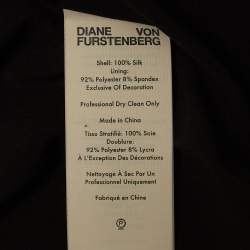 DIANE VON
FURSTENBERG
Shell: 100% Silk
Lining:
92% Polyester 8% Spandex
Exclusive Of Decoration
Professional Dry Clean Only
Made in China
Tissu Stratifié: 100% Soie
Doublure:
92% Polyester 8% Lycra
À L'Exception Des Décorations
Nettoyage À Sec Par Un
Professionnel Uniquement
Fabriqué en Chine
P